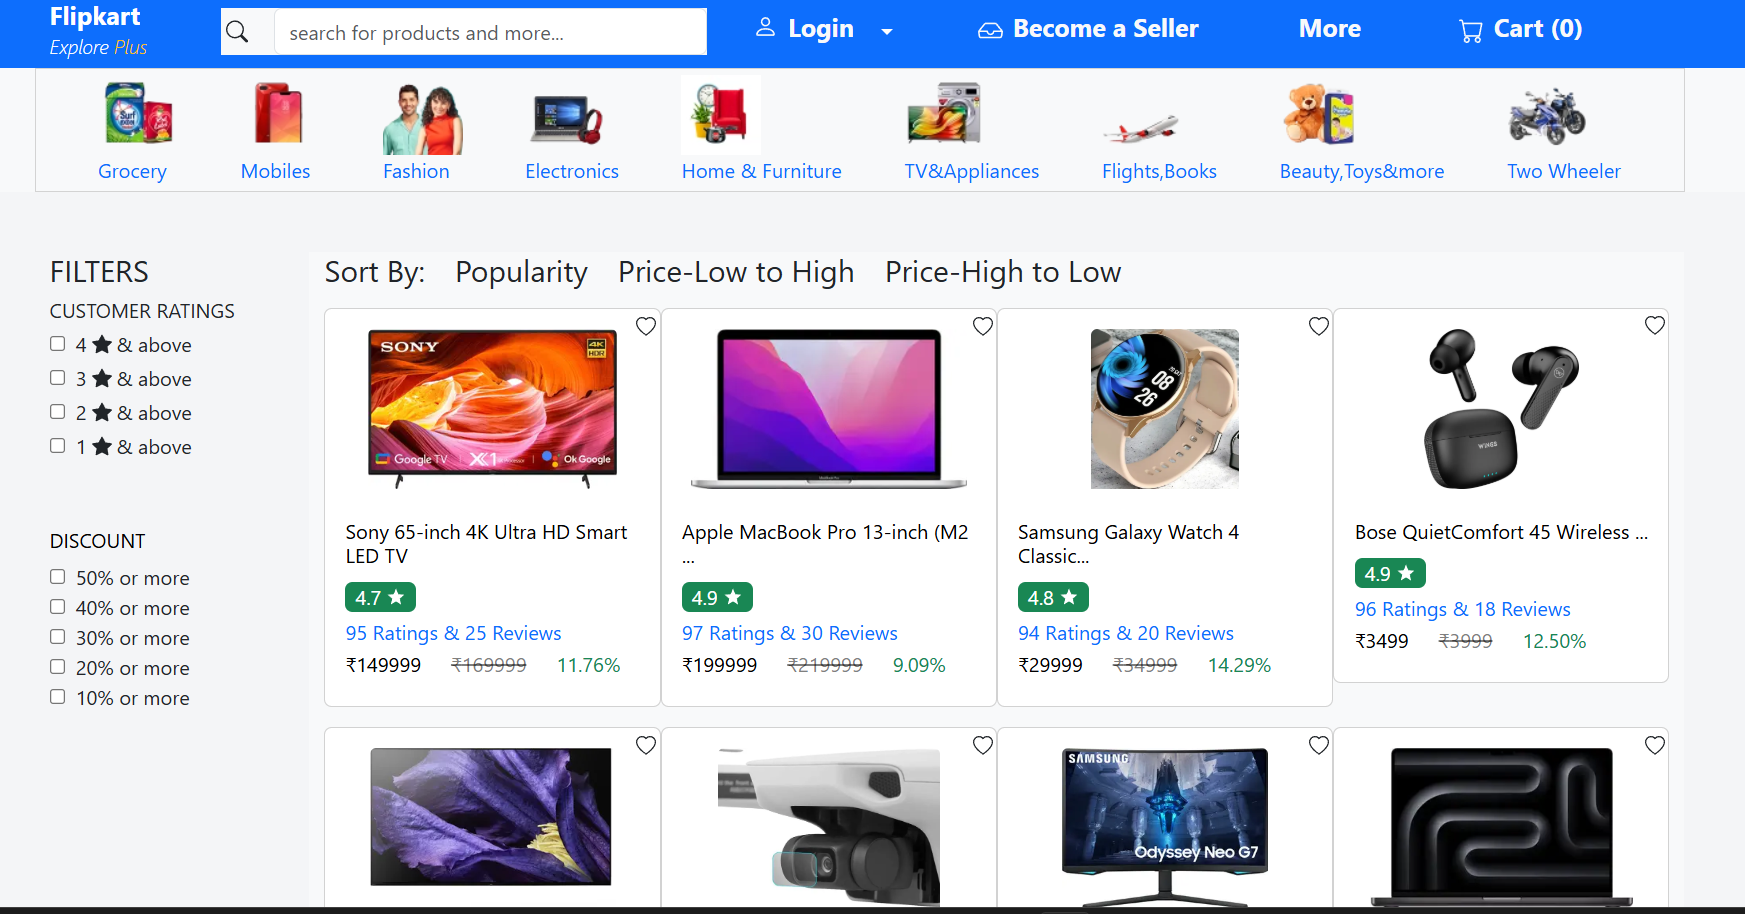 Flipkart
Explore Plus
search for products and more...
Login
Become a Seller
More
Cart (0)
Grocery
Mobiles
Fashion
Electronics
Home & Furniture
TV&Appliances
Flights,Books
Beauty,Toys&more
Two Wheeler
FILTERS
CUSTOMER RATINGS
4 ★ & above
3 ★ & above
2 ★ & above
1 ★ & above
DISCOUNT
50% or more
40% or more
30% or more
20% or more
10% or more
Sort By: Popularity Price-Low to High Price-High to Low
SONY
4K
HDR
Google TV
X1
Ok Google
Sony 65-inch 4K Ultra HD Smart
LED TV
4.7 ★
95 Ratings & 25 Reviews
₹149999 ₹169999 11.76%
Apple MacBook Pro 13-inch (M2
...
4.9 ★
97 Ratings & 30 Reviews
₹199999 ₹219999 9.09%
08
26
Samsung Galaxy Watch 4
Classic...
4.8 ★
94 Ratings & 20 Reviews
₹29999 ₹34999 14.29%
WINGS
Bose QuietComfort 45 Wireless ...
4.9 ★
96 Ratings & 18 Reviews
₹3499 ₹3999 12.50%
SAMSUNG
Odyssey Neo G7